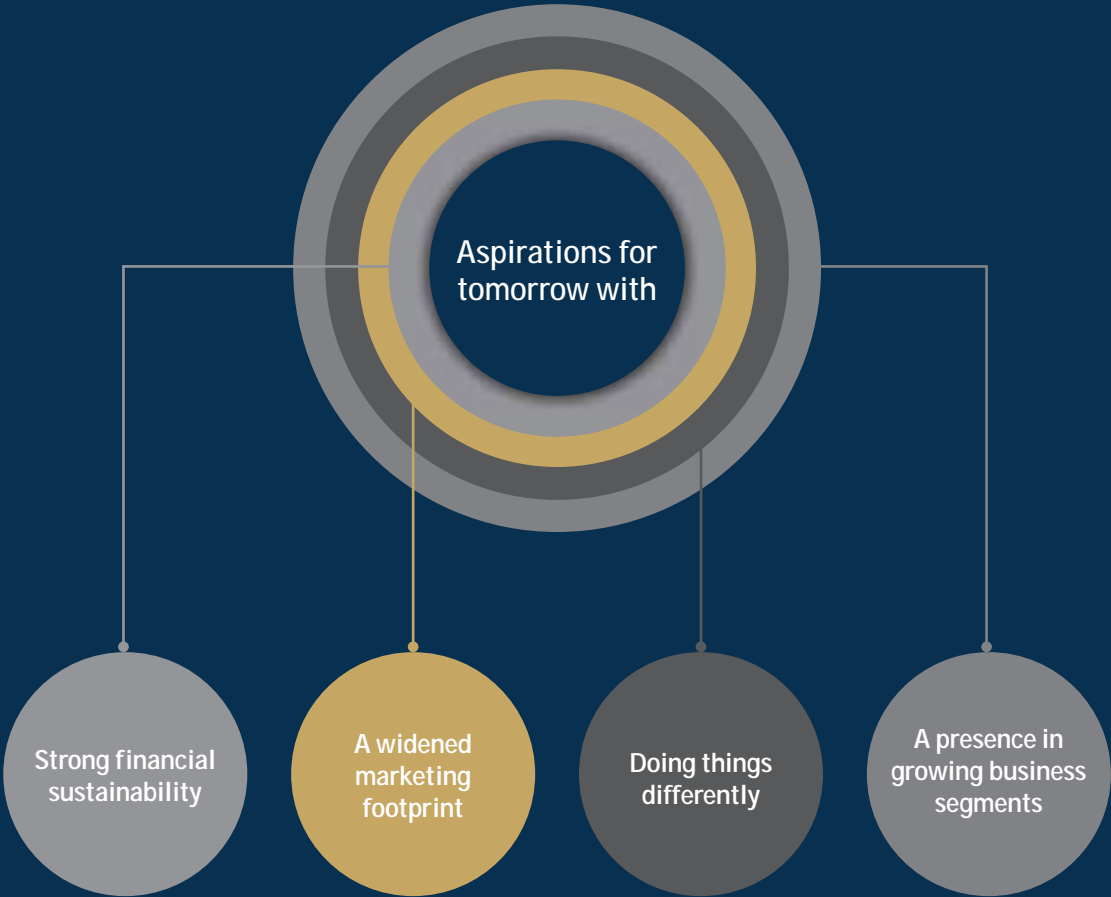 Aspirations for
tomorrow with
Strong financial
sustainability
A widened
marketing
footprint
Doing things
differently
A presence in
growing business
segments